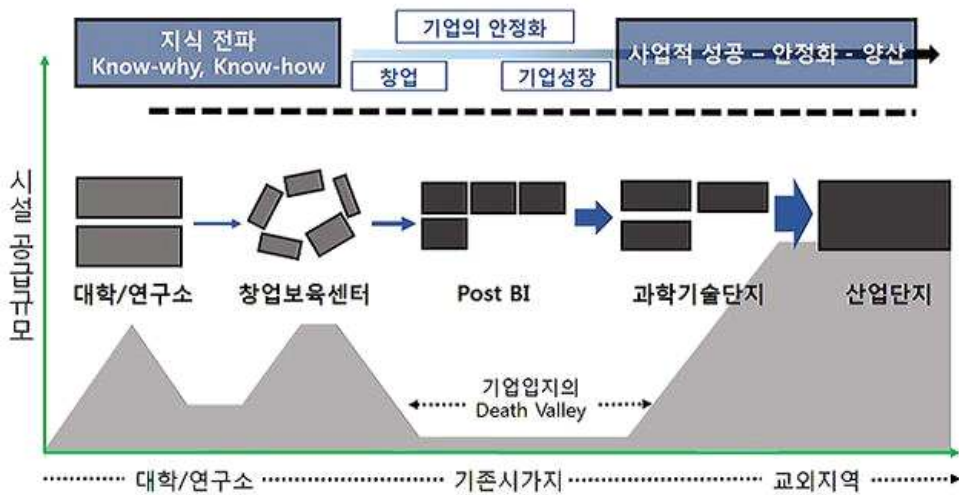 기업의 안정화
지식 전파
Know-why, Know-how
창업
기업성장
사업적 성공 – 안정화 - 양산
시설 공급규모
대학/연구소
창업보육센터
Post BI
과학기술단지
산업단지
기업입지의
Death Valley
대학/연구소
기존시가지
교외지역